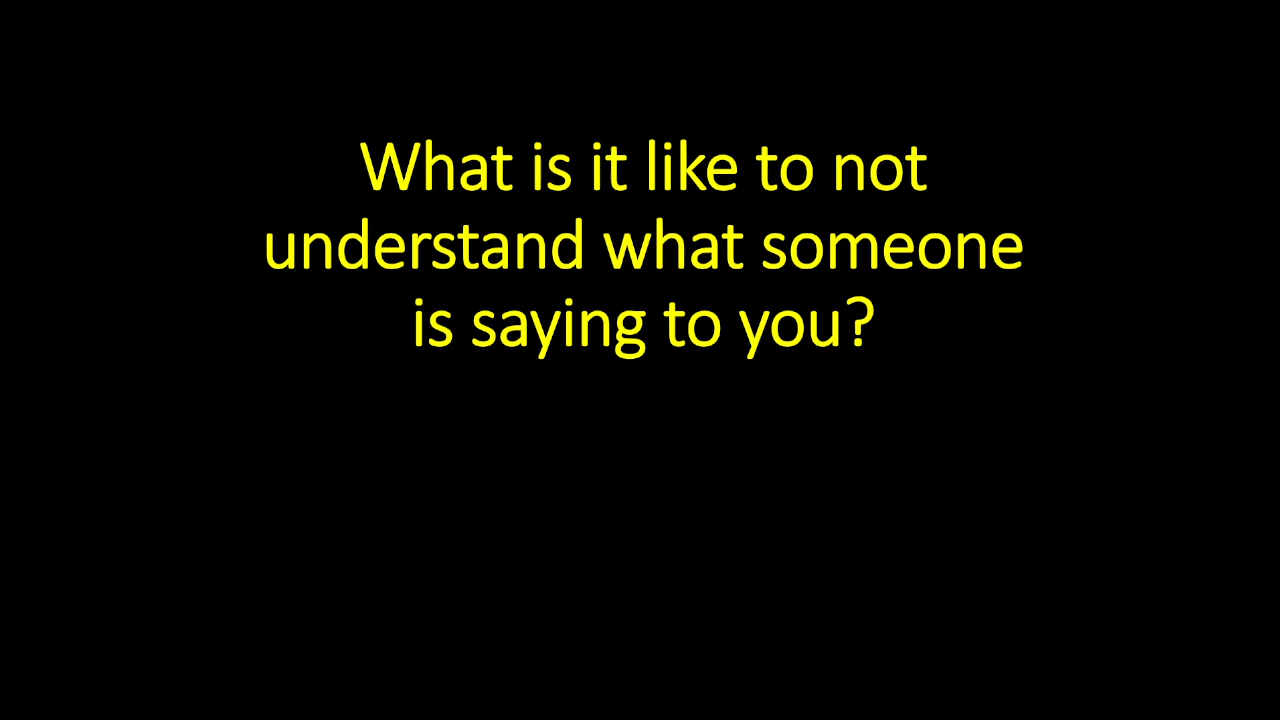 What is it like to not
understand what someone
is saying to you?